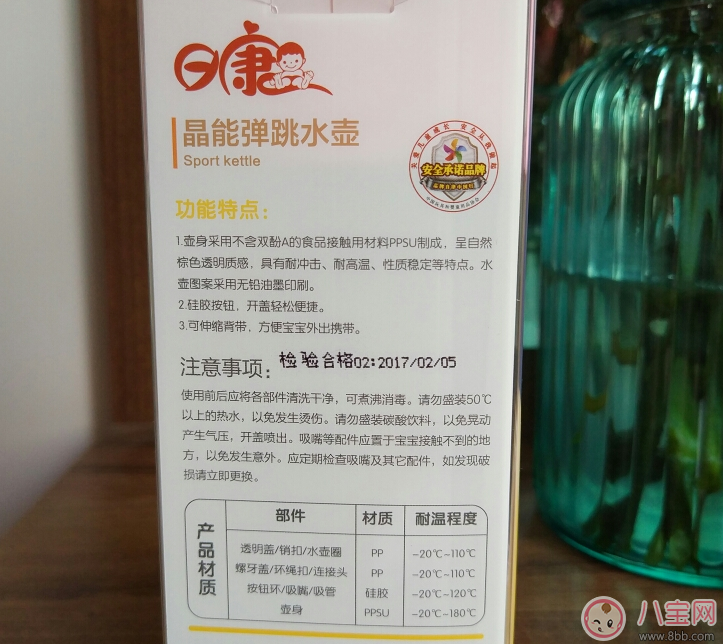 日康
晶能弹跳水壶
Sport kettle
关爱儿童成长 安全从我做起
安全承诺品牌
功能特点：
1.壶身采用不含双酚A的食品接触用材料PPSU制成，呈自然
棕色透明质感，具有耐冲击、耐高温、性质稳定等特点。水
壶图案采用无铅油墨印刷。
2.硅胶按钮，开盖轻松便捷。
3.可伸缩背带，方便宝宝外出携带。
注意事项： 检验合格02:2017/02/05
使用前后应将各部件清洗干净，可煮沸消毒。请勿盛装50℃
以上的热水，以免发生烫伤。请勿盛装碳酸饮料，以免晃动
产生气压，开盖喷出。吸嘴等配件应置于宝宝接触不到的地
方，以免发生意外。应定期检查吸嘴及其它配件，如发现破
损请立即更换。
产品材质
部件 材质 耐温程度
透明盖/销扣/水壶圈 PP -20℃~110℃
螺牙盖/环绳扣/连接头 PP -20℃~110℃
按钮环/吸嘴/吸管 硅胶 -20℃~120℃
壶身 PPSU -20℃~180℃
八宝网
www.8bb.com